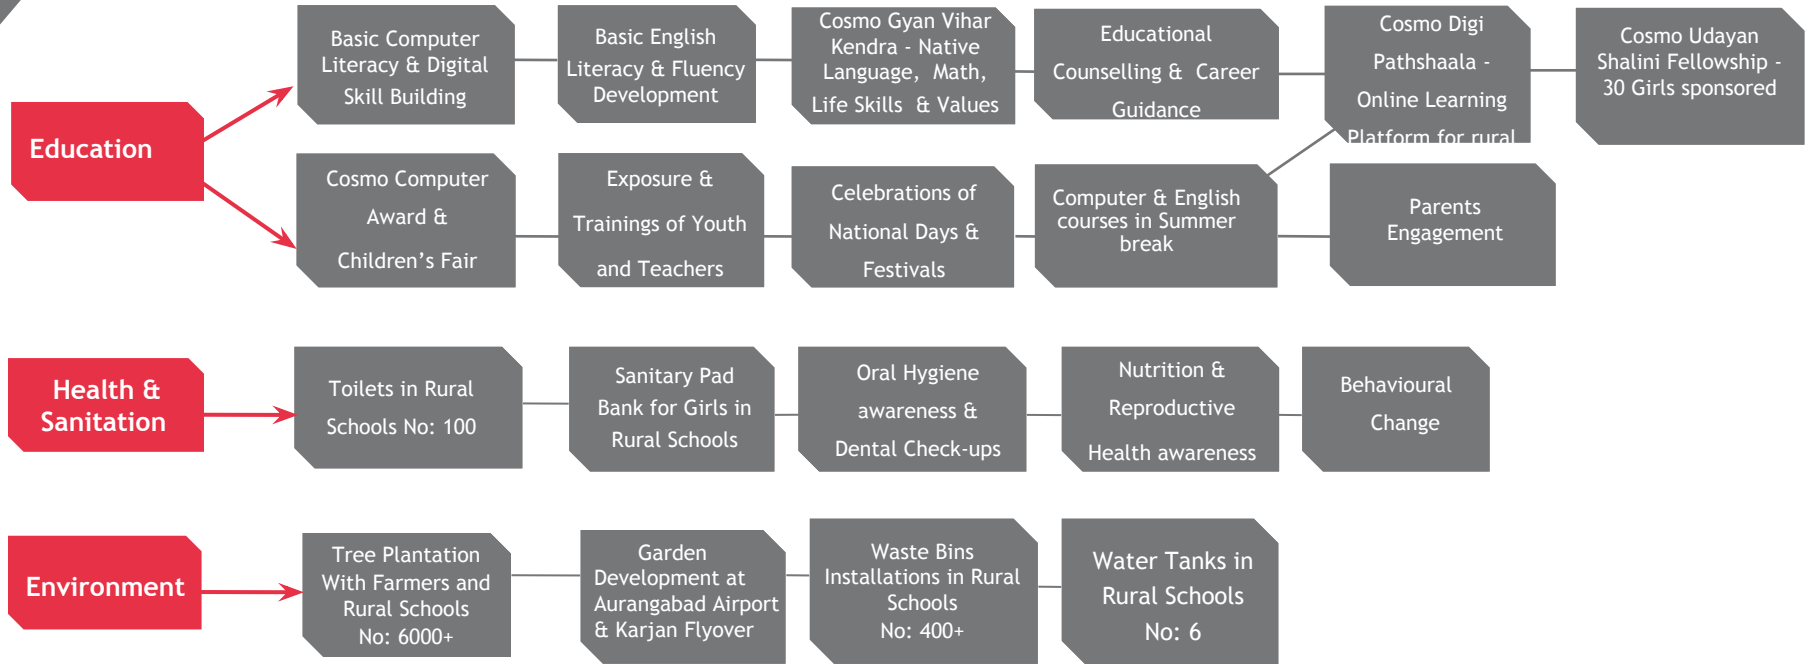 Education
Basic Computer
Literacy & Digital
Skill Building
Basic English
Literacy & Fluency
Development
Cosmo Gyan Vihar
Kendra - Native
Language, Math,
Life Skills & Values
Educational
Counselling & Career
Guidance
Cosmo Digi
Pathshaala -
Online Learning
Platform for rural
Cosmo Udayan
Shalini Fellowship -
30 Girls sponsored
Cosmo Computer
Award &
Children’s Fair
Exposure &
Trainings of Youth
and Teachers
Celebrations of
National Days &
Festivals
Computer & English
courses in Summer
break
Parents
Engagement
Health &
Sanitation
Toilets in Rural
Schools No: 100
Sanitary Pad
Bank for Girls in
Rural Schools
Oral Hygiene
awareness &
Dental Check-ups
Nutrition &
Reproductive
Health awareness
Behavioural
Change
Environment
Tree Plantation
With Farmers and
Rural Schools
No: 6000+
Garden
Development at
Aurangabad Airport
& Karjan Flyover
Waste Bins
Installations in Rural
Schools
No: 400+
Water Tanks in
Rural Schools
No: 6